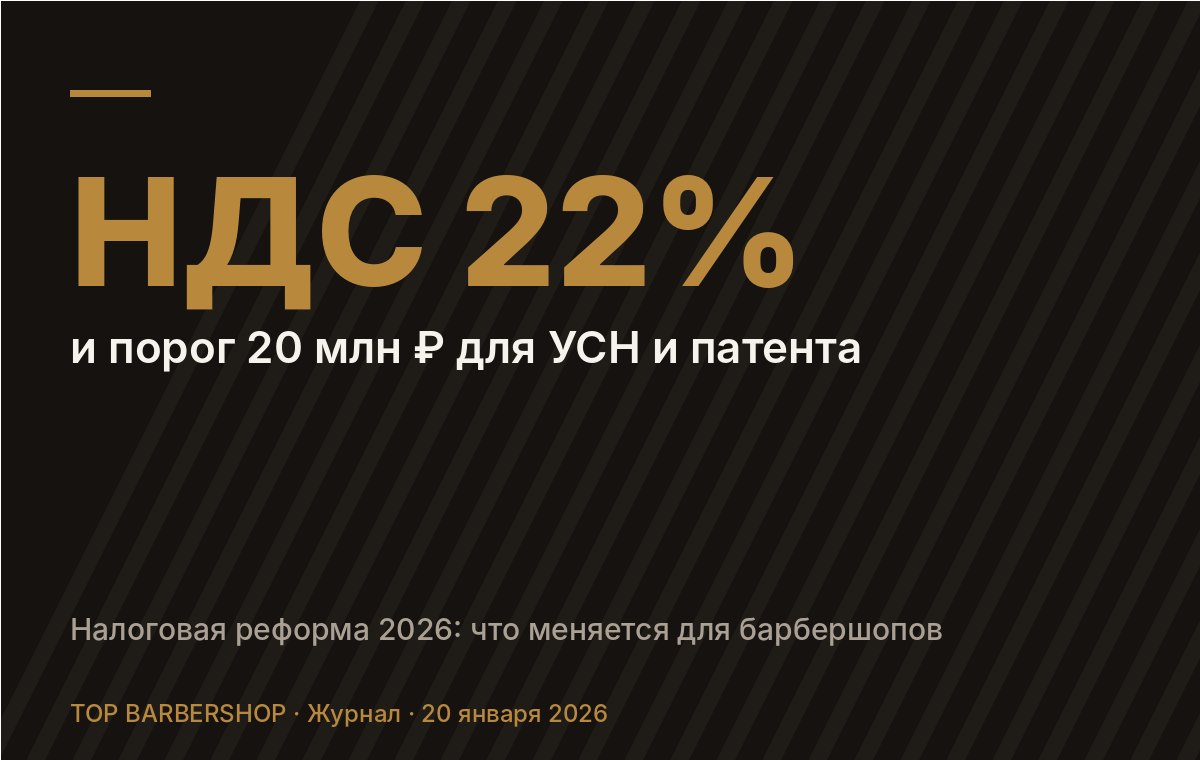 НДС 22%
и порог 20 млн ₽ для УСН и патента
Налоговая реформа 2026: что меняется для барбершопов
TOP BARBERSHOP · Журнал · 20 января 2026